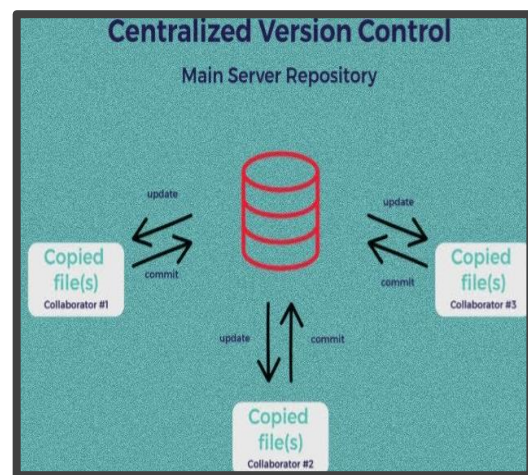 Centralized Version Control
Main Server Repository
update
commit
Copied
file(s)
Collaborator #1
update
commit
Copied
file(s)
Collaborator #3
update
commit
Copied
file(s)
Collaborator #2